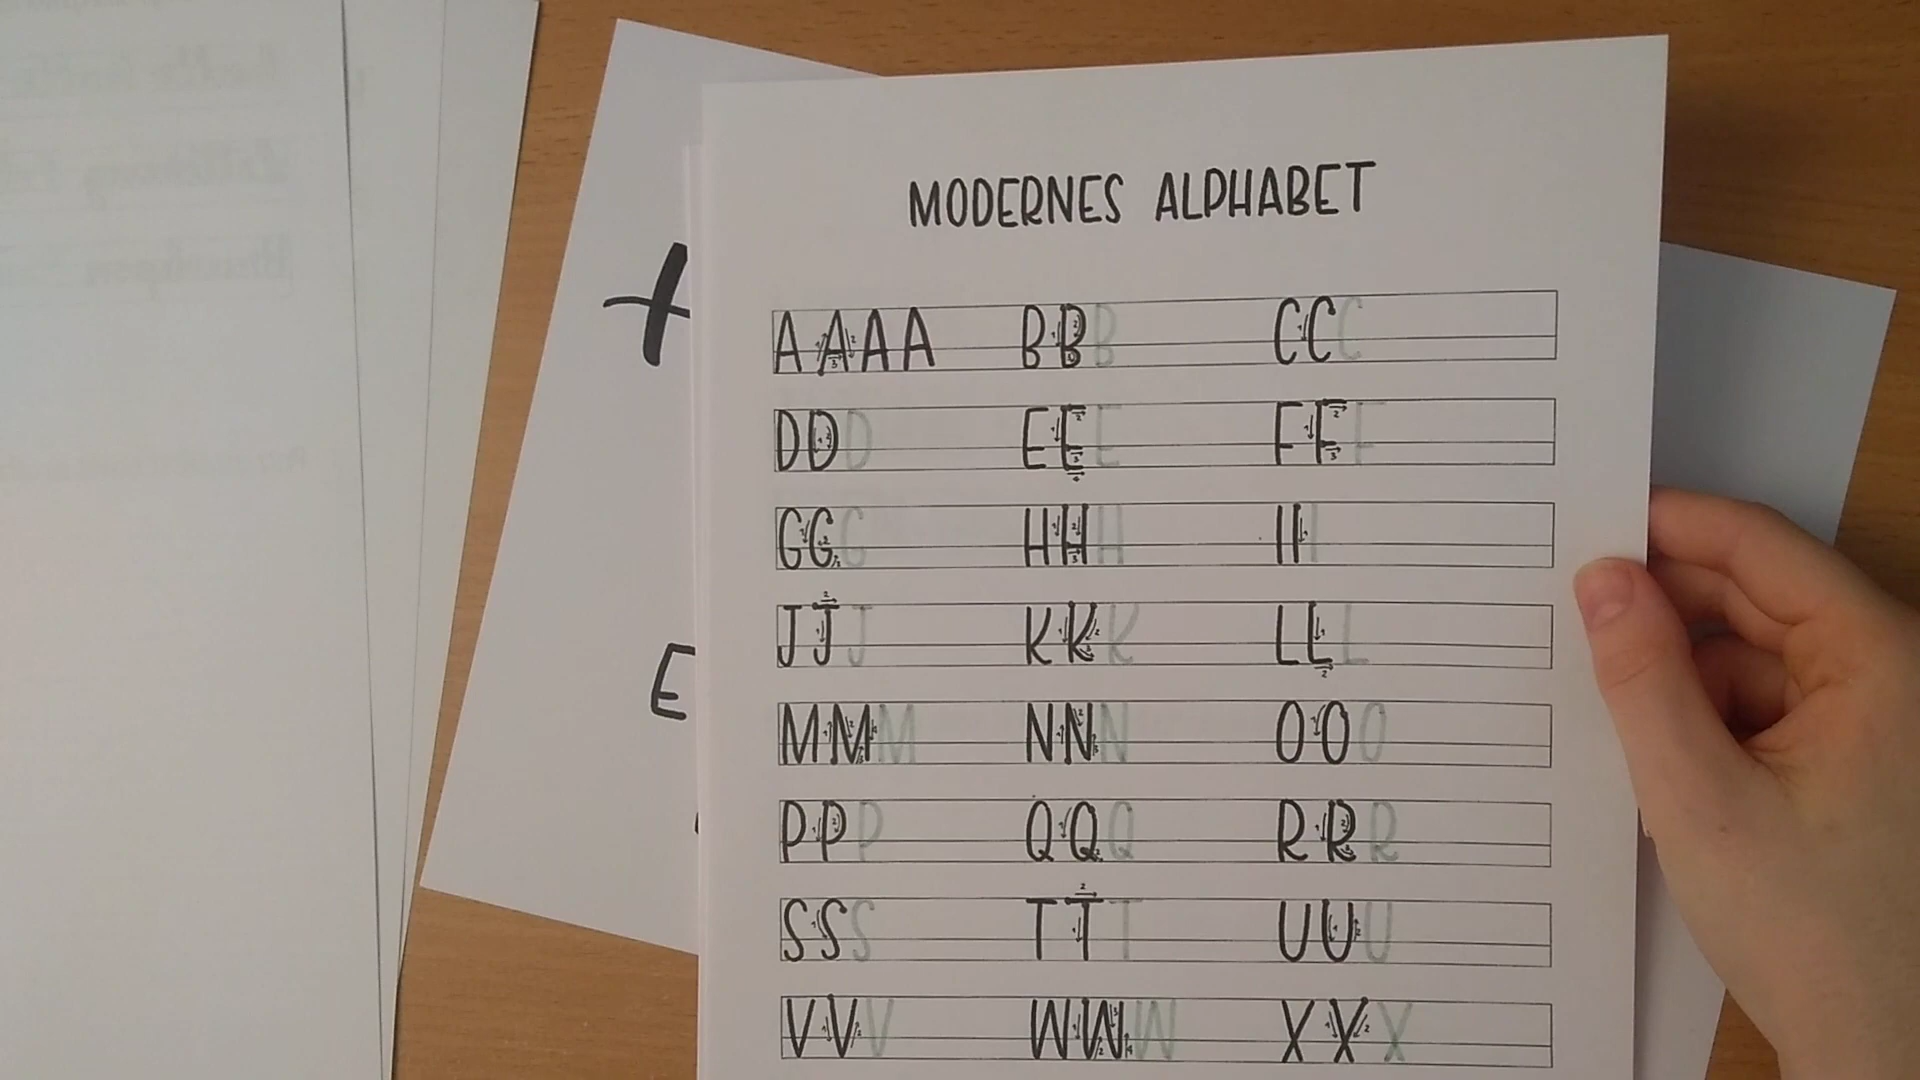 MODERNES ALPHABET
A A A A B B B C C C
D D D E E E F F F
G G G H H H I I I
J J J K K K L L L
M M M N N N O O O
P P P Q Q Q R R R
S S S T T T U U U
V V V W W W X X X
E